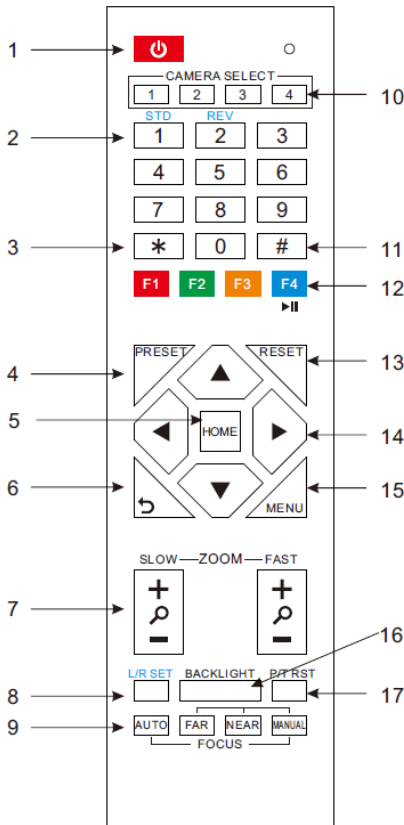 1
CAMERA SELECT
1 2 3 4 10
STD REV
2 1 2 3
4 5 6
7 8 9
3 * 0 # 11
F1 F2 F3 F4 12
PRESET RESET
4 13
5 HOME 14
6 MENU 15
SLOW ZOOM FAST
+ +
7
− −
16
L/R SET BACKLIGHT P/T RST
8 17
9 AUTO FAR NEAR MANUAL
FOCUS